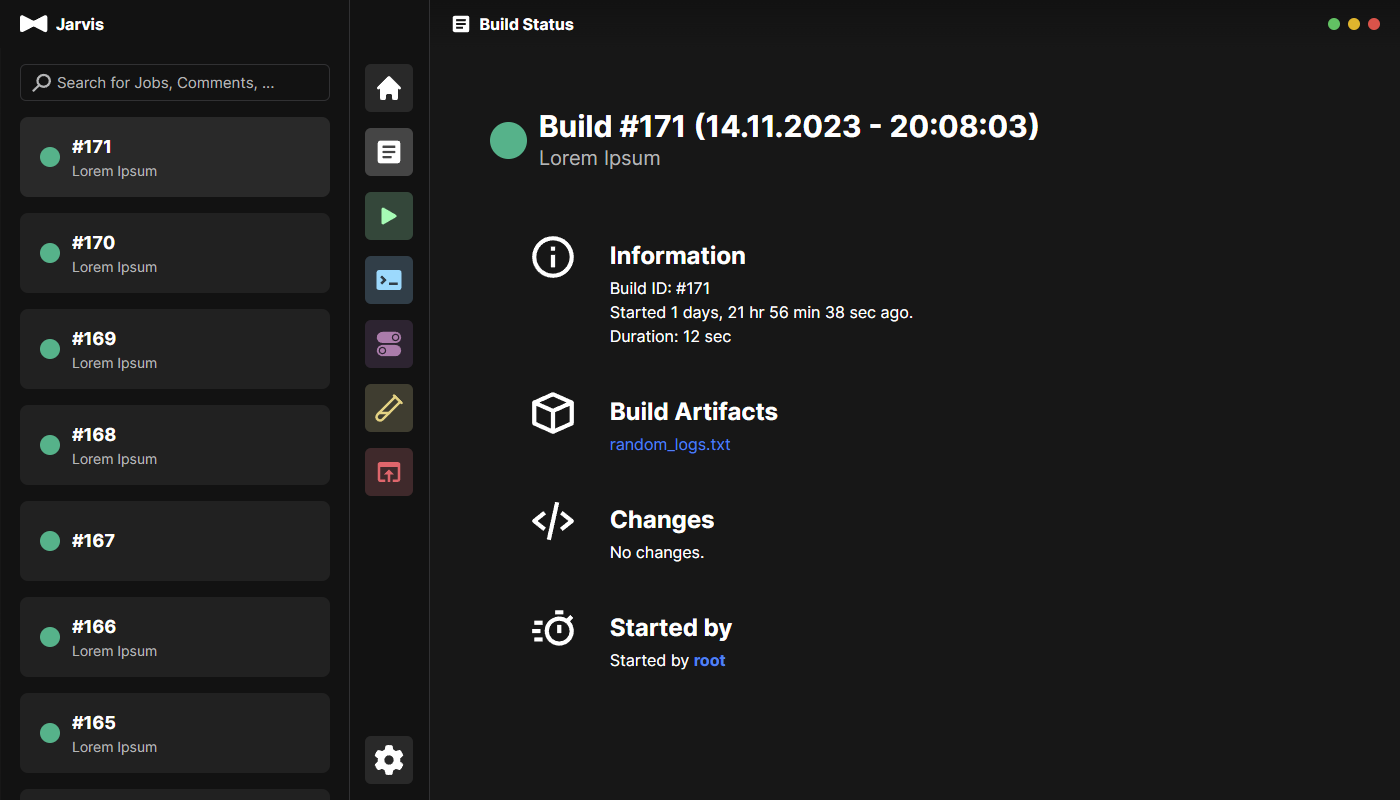 Jarvis
Search for Jobs, Comments, ...
#171
Lorem Ipsum
#170
Lorem Ipsum
#169
Lorem Ipsum
#168
Lorem Ipsum
#167
#166
Lorem Ipsum
#165
Lorem Ipsum
Build Status
Build #171 (14.11.2023 - 20:08:03)
Lorem Ipsum
Information
Build ID: #171
Started 1 days, 21 hr 56 min 38 sec ago.
Duration: 12 sec
Build Artifacts
random_logs.txt
Changes
No changes.
Started by
Started by root